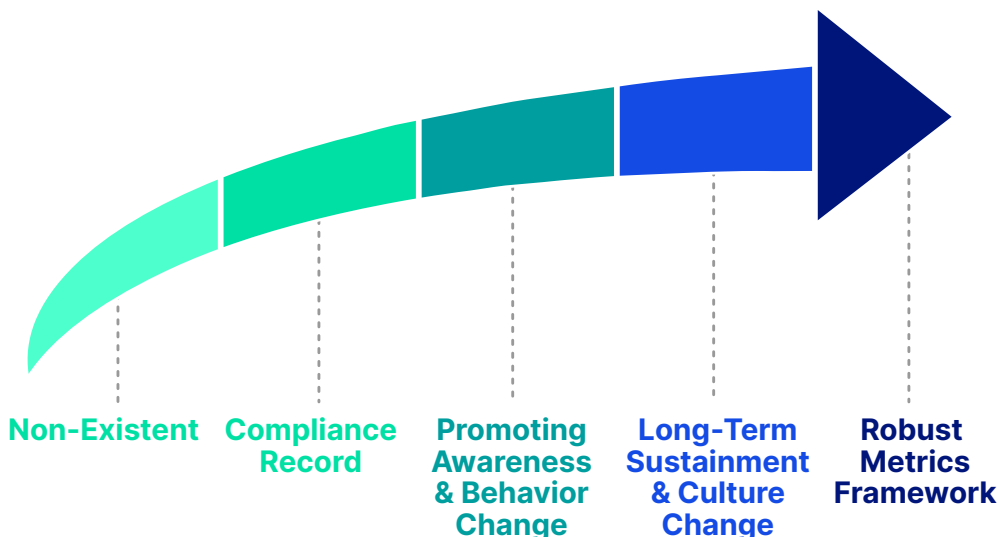 Non-Existent
Compliance
Record
Promoting
Awareness
& Behavior
Change
Long-Term
Sustainment
& Culture
Change
Robust
Metrics
Framework